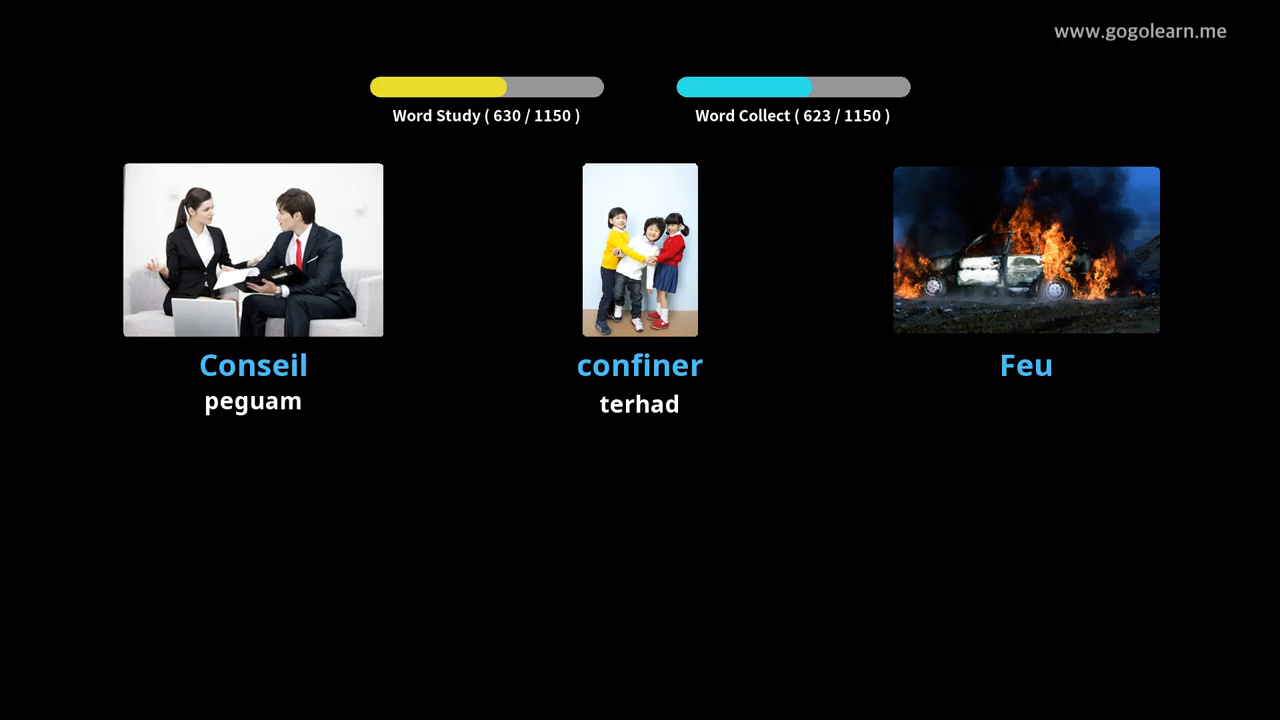 www.gogolearn.me
Word Study ( 630 / 1150 )
Word Collect ( 623 / 1150 )
Conseil
peguam
confiner
terhad
Feu